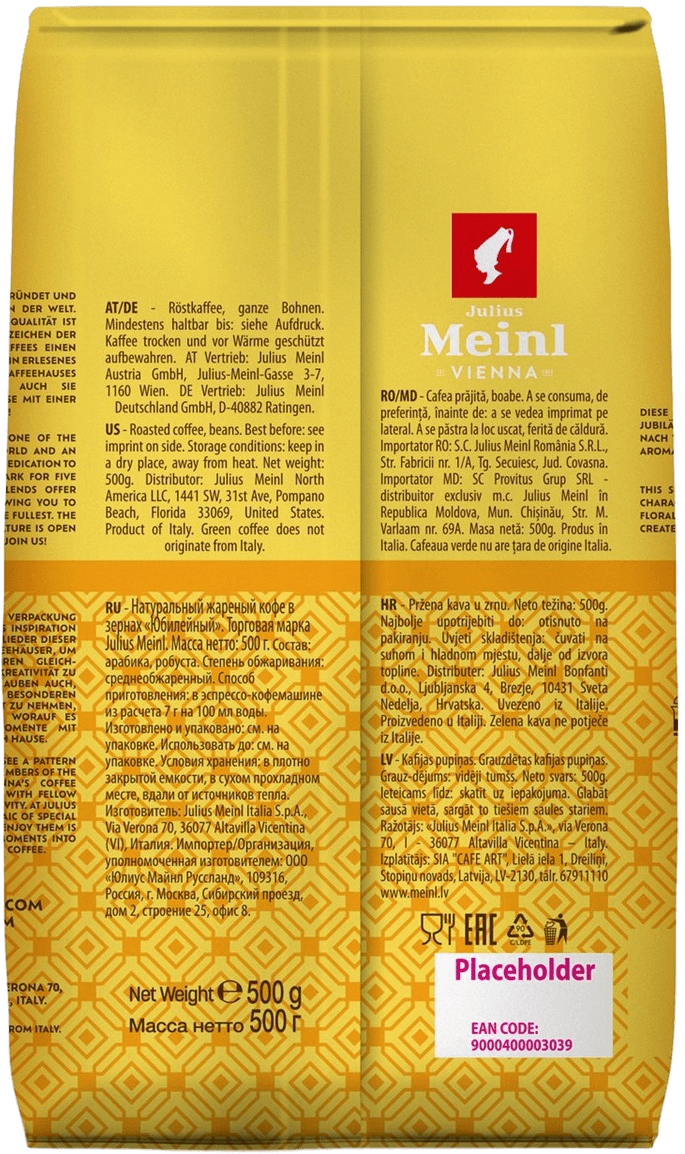 RÜNDET UND
DER WELT.
QUALITÄT IST
ZEICHEN DER
FFEES EINEN
IN ERLESENES
AFFEEHAUSES
AUCH SIE
SE MIT EINER
ONE OF THE
RLD AND AN
EDICATION TO
ARK FOR FIVE
LENDS OFFER
WING YOU TO
E FULLEST. THE
TURE IS OPEN
JOIN US!
VERPACKUNG
INSPIRATION
LIEDER DIESER
EEHÄUSER, UM
REN GLEICH-
KREATIVITÄT ZU
AUBEN AUCH,
BESONDEREN
T ZU NEHMEN,
WORAUF ES
OMENTE MIT
HAUSE.
SEE A PATTERN
MBERS OF THE
NNA'S COFFEE
WITH FELLOW
VITY. AT JULIUS
AIC OF SPECIAL
ENJOY THEM IS
MOMENTS INTO
COFFEE.
COM
M
ERONA 70,
, ITALY.
ROM ITALY.
AT/DE - Röstkaffee, ganze Bohnen.
Mindestens haltbar bis: siehe Aufdruck.
Kaffee trocken und vor Wärme geschützt
aufbewahren. AT Vertrieb: Julius Meinl
Austria GmbH, Julius-Meinl-Gasse 3-7,
1160 Wien. DE Vertrieb: Julius Meinl
Deutschland GmbH, D-40882 Ratingen.
US - Roasted coffee, beans. Best before: see
imprint on side. Storage conditions: keep in
a dry place, away from heat. Net weight:
500g. Distributor: Julius Meinl North
America LLC, 1441 SW, 31st Ave, Pompano
Beach, Florida 33069, United States.
Product of Italy. Green coffee does not
originate from Italy.
RU - Натуральный жареный кофе в
зернах «Юбилейный». Торговая марка
Julius Meinl. Масса нетто: 500 г. Состав:
арабика, робуста. Степень обжаривания:
среднеобжаренный. Способ
приготовления: в эспрессо-кофемашине
из расчета 7 г на 100 мл воды.
Изготовлено и упаковано: см. на
упаковке. Использовать до: см. на
упаковке. Условия хранения: в плотно
закрытой емкости, в сухом прохладном
месте, вдали от источников тепла.
Изготовитель: Julius Meinl Italia S.p.A.,
Via Verona 70, 36077 Altavilla Vicentina
(VI), Италия. Импортер/Организация,
уполномоченная изготовителем: ООО
«Юлиус Майнл Руссланд», 109316,
Россия, г. Москва, Сибирский проезд,
дом 2, строение 25, офис 8.
Net Weight ℮ 500 g
Масса нетто 500 г
Julius
Meinl
VIENNA
RO/MD - Cafea prăjită, boabe. A se consuma, de
preferință, înainte de: a se vedea imprimat pe
lateral. A se păstra la loc uscat, ferită de căldură.
Importator RO: S.C. Julius Meinl România S.R.L.,
Str. Fabricii nr. 1/A, Tg. Secuiesc, Jud. Covasna.
Importator MD: SC Provitus Grup SRL -
distribuitor exclusiv m.c. Julius Meinl în
Republica Moldova, Mun. Chișinău, Str. M.
Varlaam nr. 69A. Masa netă: 500g. Produs în
Italia. Cafeaua verde nu are țara de origine Italia.
HR - Pržena kava u zrnu. Neto težina: 500g.
Najbolje upotrijebiti do: otisnuto na
pakiranju. Uvjeti skladištenja: čuvati na
suhom i hladnom mjestu, dalje od izvora
topline. Distributer: Julius Meinl Bonfanti
d.o.o., Ljubljanska 4, Brezje, 10431 Sveta
Nedelja, Hrvatska. Uvezeno iz Italije.
Proizvedeno u Italiji. Zelena kava ne potječe
iz Italije.
LV - Kafijas pupiņas. Grauzdētas kafijas pupiņas.
Grauz-dējums: vidēji tumšs. Neto svars: 500g.
Ieteicams līdz: skatīt uz iepakojuma. Glabāt
sausā vietā, sargāt to tiešiem saules stariem.
Ražotājs: «Julius Meinl Italia S.p.A.», via Verona
70, I - 36077 Altavilla Vicentina – Italy.
Izplatītājs: SIA "CAFE ART", Lielā iela 1, Dreiliņi,
Stopiņu novads, Latvija, LV-2130, tālr. 67911110
www.meinl.lv
EAC
90
C/LDPE
Placeholder
EAN CODE:
9000400003039
DIESE
JUBILÄ
NACH
AROMA
THIS S
CHARA
FLORAL
CREATE